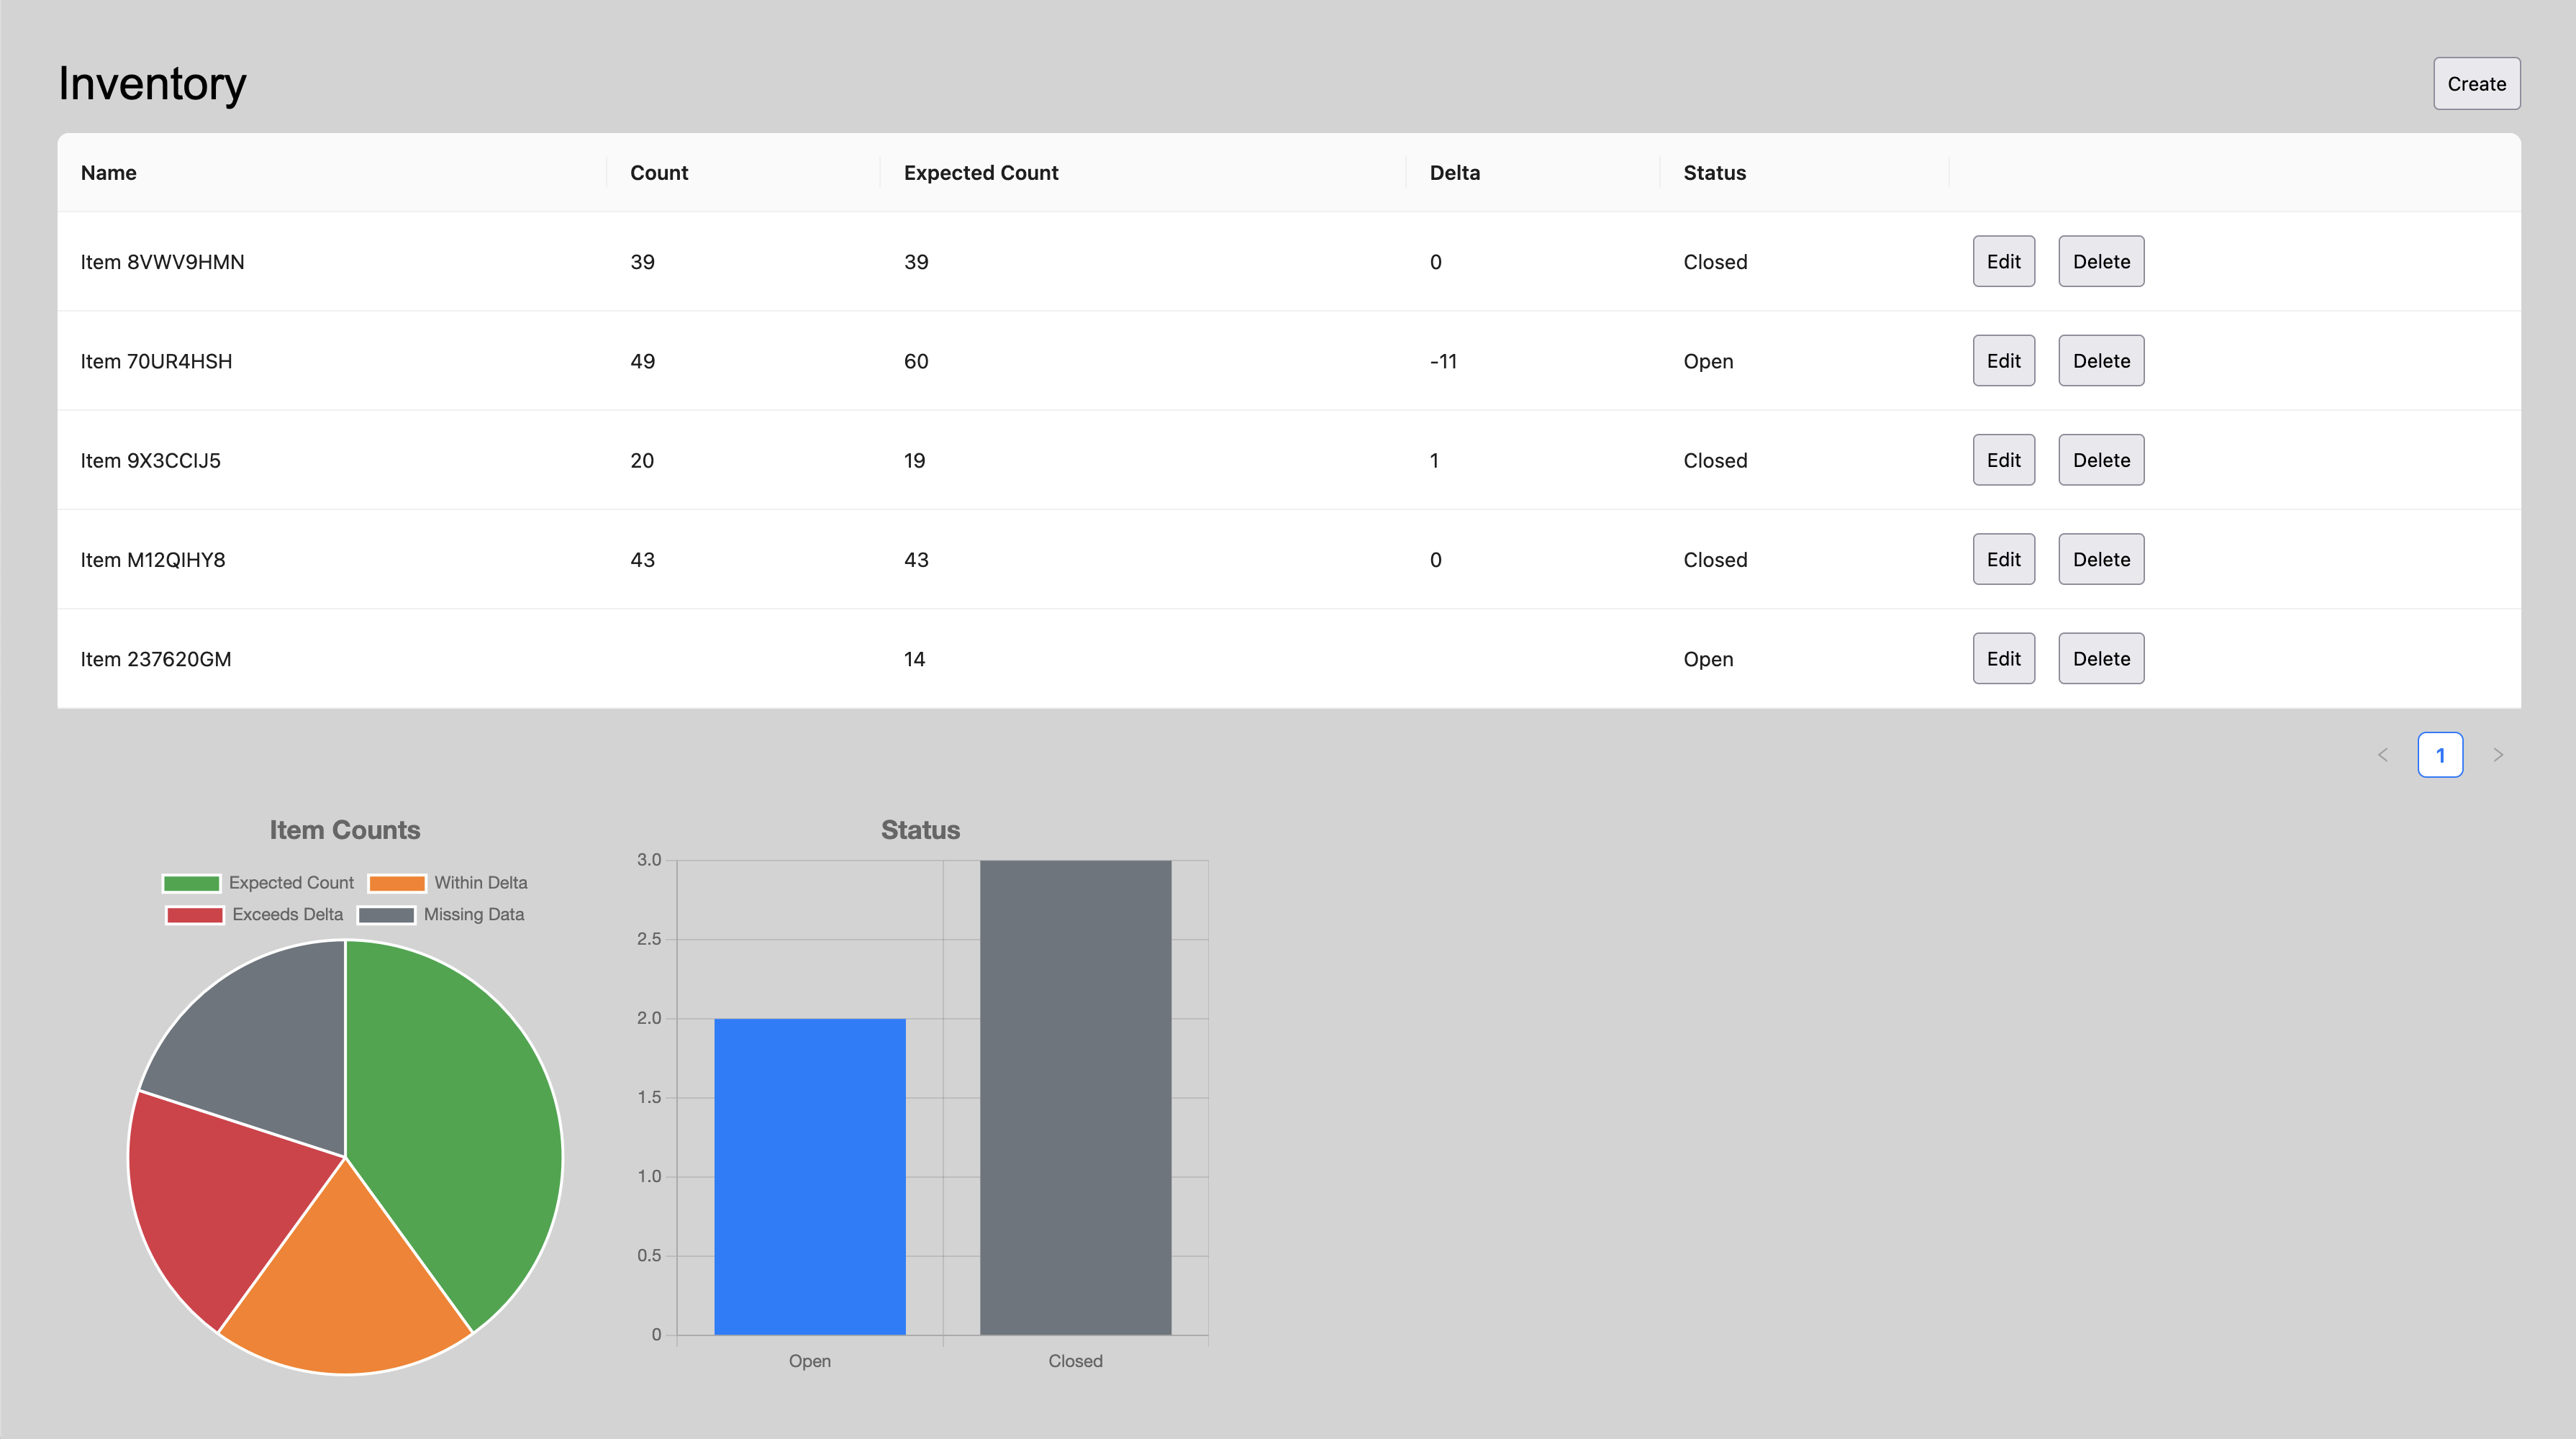 Inventory
Create
Name Count Expected Count Delta Status
Item 8VWV9HMN 39 39 0 Closed Edit Delete
Item 70UR4HSH 49 60 -11 Open Edit Delete
Item 9X3CCIJ5 20 19 1 Closed Edit Delete
Item M12QIHY8 43 43 0 Closed Edit Delete
Item 237620GM 14 Open Edit Delete
< 1 >
Item Counts
Expected Count Within Delta
Exceeds Delta Missing Data
Status
3.0
2.5
2.0
1.5
1.0
0.5
0
Open Closed